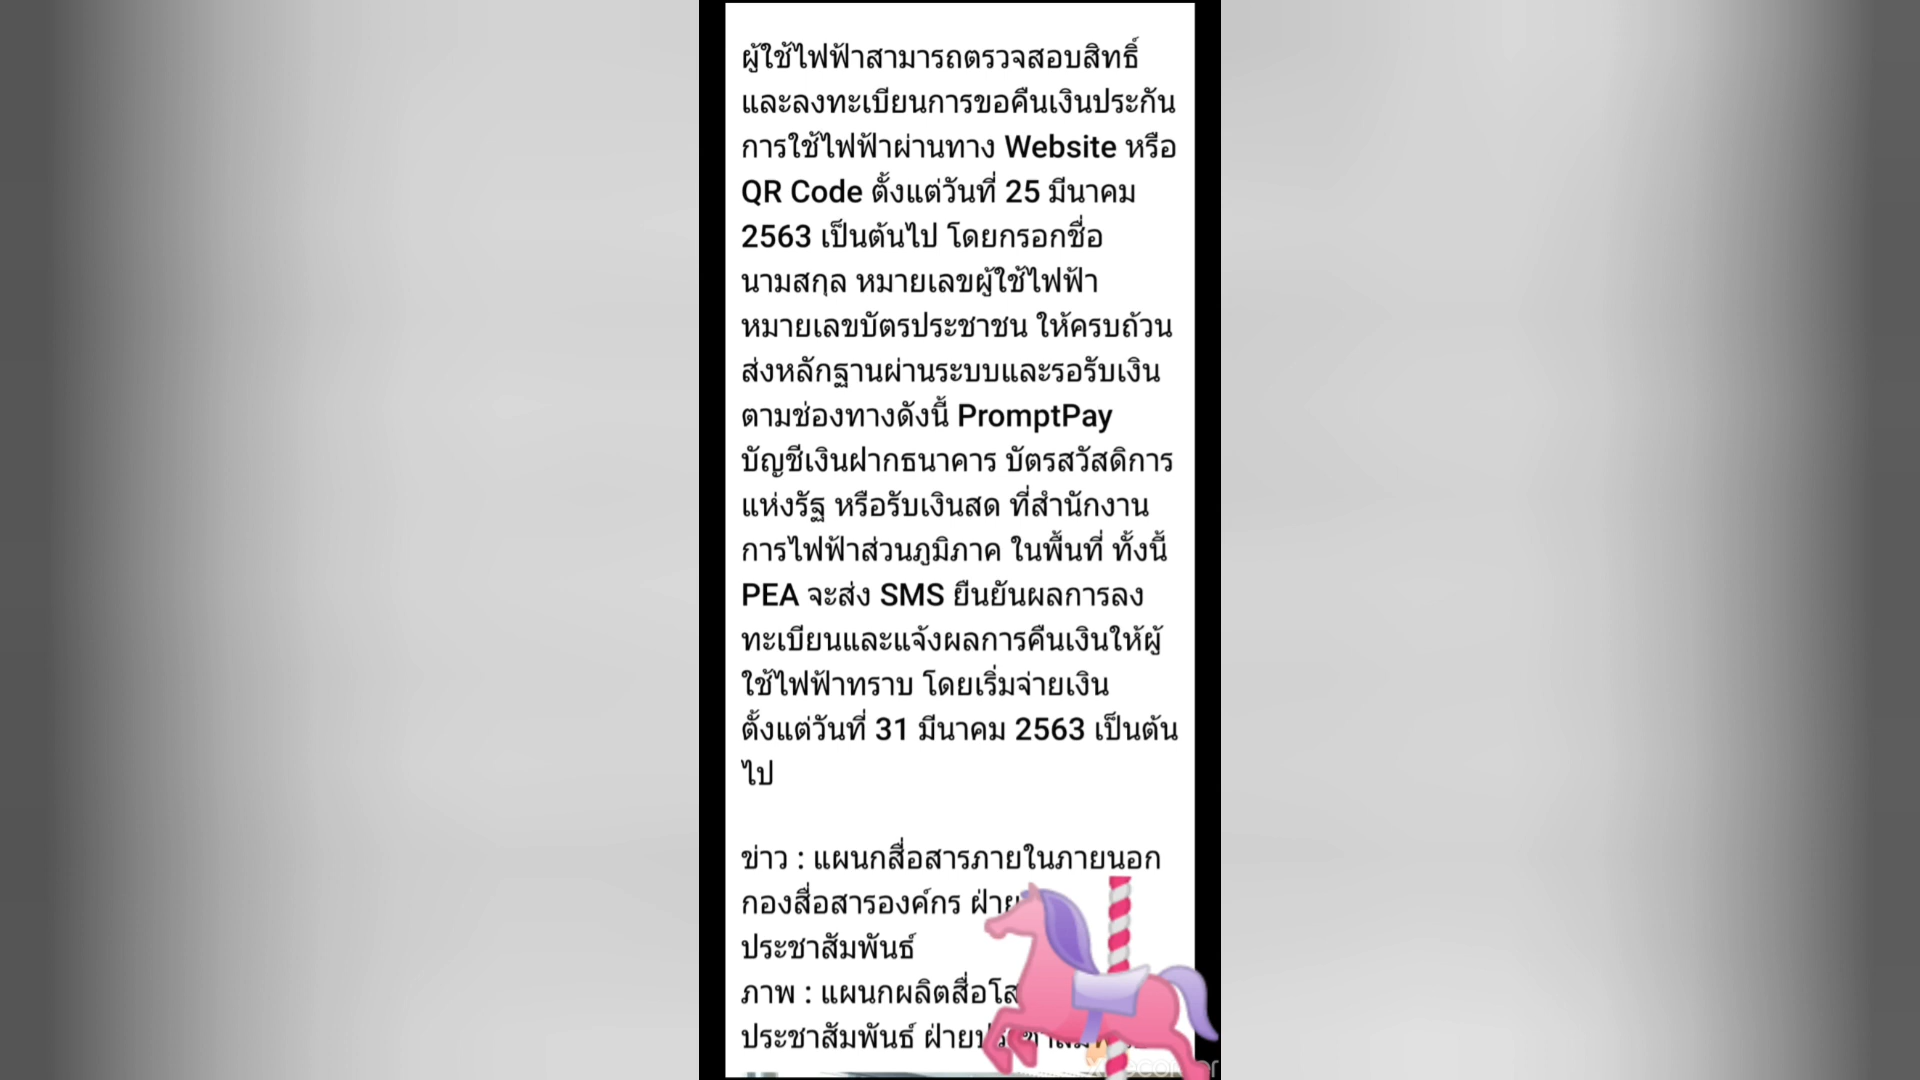 ผู้ใช้ไฟฟ้าสามารถตรวจสอบสิทธิ์
และลงทะเบียนการขอคืนเงินประกัน
การใช้ไฟฟ้าผ่านทาง Website หรือ
QR Code ตั้งแต่วันที่ 25 มีนาคม
2563 เป็นต้นไป โดยกรอกชื่อ
นามสกุล หมายเลขผู้ใช้ไฟฟ้า
หมายเลขบัตรประชาชน ให้ครบถ้วน
ส่งหลักฐานผ่านระบบและรอรับเงิน
ตามช่องทางดังนี้ PromptPay
บัญชีเงินฝากธนาคาร บัตรสวัสดิการ
แห่งรัฐ หรือรับเงินสด ที่สำนักงาน
การไฟฟ้าส่วนภูมิภาค ในพื้นที่ ทั้งนี้
PEA จะส่ง SMS ยืนยันผลการลง
ทะเบียนและแจ้งผลการคืนเงินให้ผู้
ใช้ไฟฟ้าทราบ โดยเริ่มจ่ายเงิน
ตั้งแต่วันที่ 31 มีนาคม 2563 เป็นต้น
ไป
ข่าว : แผนกสื่อสารภายในภายนอก
กองสื่อสารองค์กร ฝ่าย
ประชาสัมพันธ์
ภาพ : แผนกผลิตสื่อโส
ประชาสัมพันธ์